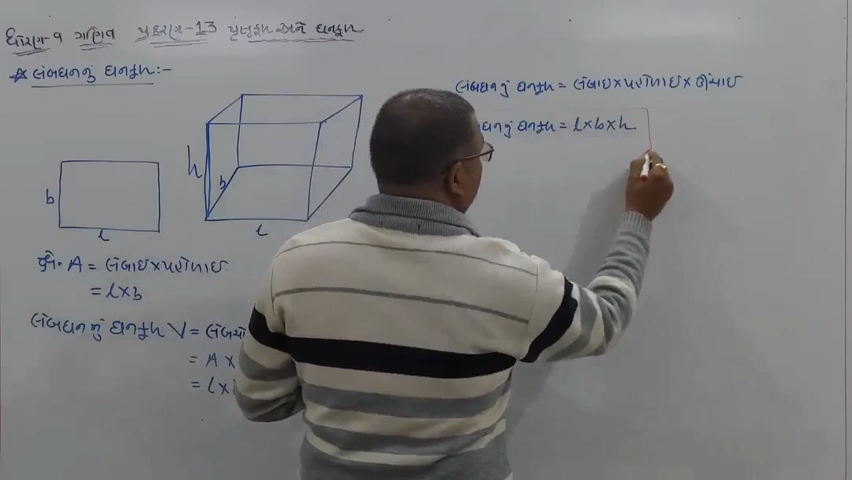 ધોરણ-૧ ગણિત પ્રકરણ-13 પૃષ્ઠફળ અને ઘનફળ
☆ લંબઘનનું ઘનફળ:-
લંબઘનનું ઘનફળ = લંબાઇ×પહોળાઇ×ઊંચાઇ
ઘનનું ઘનફળ = l×b×h
h
b
l
b
l
ક્ષે. A = લંબાઇ×પહોળાઇ
= l×b
લંબઘનનું ઘનફળ V =
= A ×
= l×